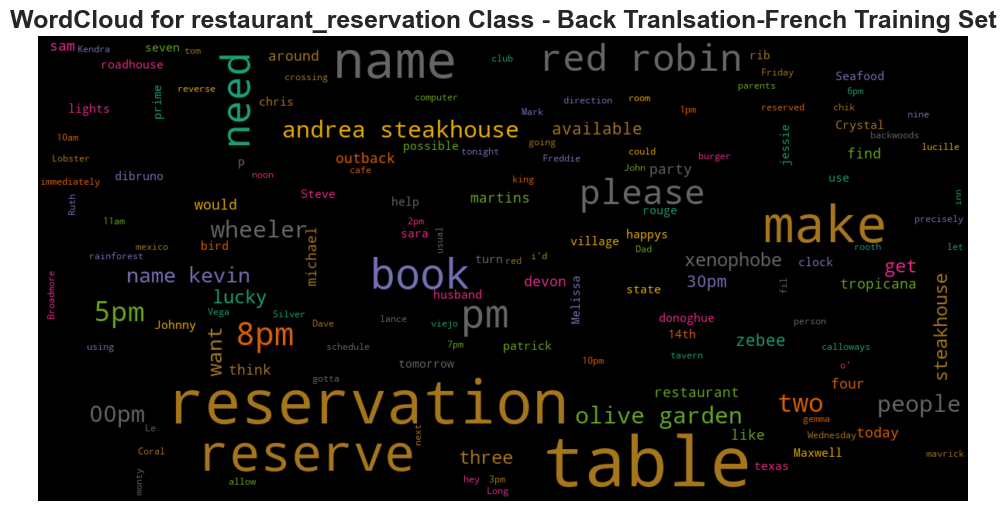 WordCloud for restaurant_reservation Class - Back Tranlsation-French Training Set
sam Kendra seven tom around name club red robin rib
roadhouse crossing Friday Seafood
need reverse computer direction room parents 6pm
lights prime chris Mark 1pm reserved chik nine
10am andrea steakhouse available Crystal backwoods
possible going jessie
Lobster p outback tonight Freddie could find lucille
immediately dibruno noon cafe king John burger party use
Ruth would Steve help martins please inn
11am rouge make precisely
wheeler 2pm usual village happys
mexico bird sara Dad rooth let
rainforest michael turn red i'd xenophobe clock
name kevin book devon state 30pm get
Broadmore lucky husband Melissa tropicana
5pm Vega Silver pm donoghue steakhouse
Johnny Dave lance viejo 14th person fil
using want 8pm schedule 7pm patrick zebee calloways
think tomorrow 10pm tavern o'
gotta restaurant four
reservation two people
00pm olive garden gemma
Le next like Wednesday today
Coral reserve three table Maxwell mavrick
monty allow hey 3pm texas
Long